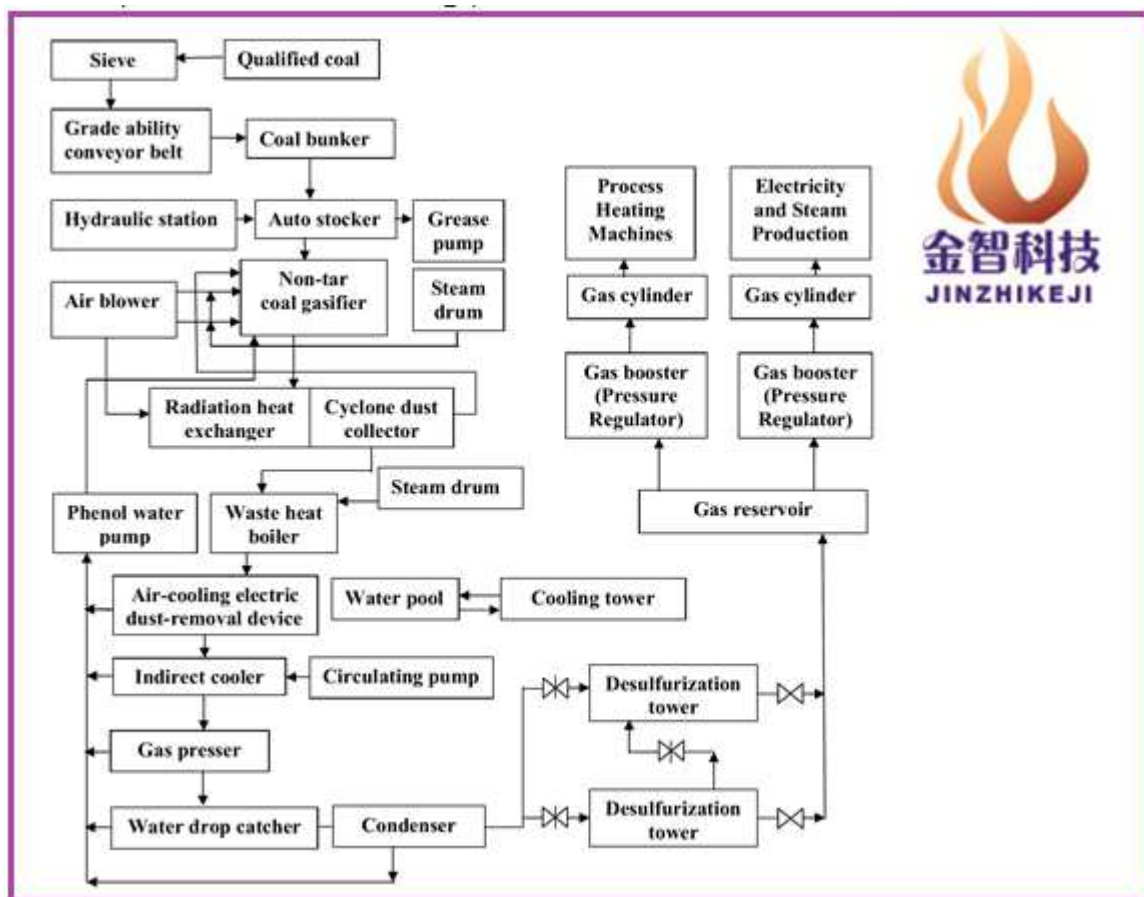 Sieve
Qualified coal
Grade ability
conveyor belt
Coal bunker
Hydraulic station
Auto stocker
Grease
pump
Air blower
Non-tar
coal gasifier
Steam
drum
Radiation heat
exchanger
Cyclone dust
collector
Steam drum
Phenol water
pump
Waste heat
boiler
Air-cooling electric
dust-removal device
Water pool
Cooling tower
Indirect cooler
Circulating pump
Gas presser
Water drop catcher
Condenser
Process
Heating
Machines
Electricity
and Steam
Production
Gas cylinder
Gas cylinder
Gas booster
(Pressure
Regulator)
Gas booster
(Pressure
Regulator)
Gas reservoir
Desulfurization
tower
Desulfurization
tower
金智科技
JINZHIKEJI